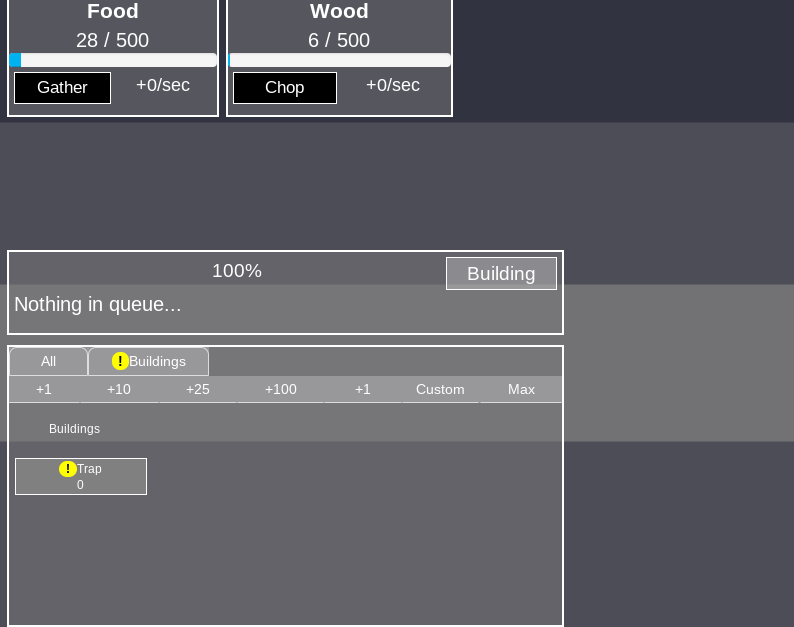 Food
28 / 500
Gather
+0/sec
Wood
6 / 500
Chop
+0/sec
100%
Building
Nothing in queue...
All
! Buildings
+1 +10 +25 +100 +1 Custom Max
Buildings
! Trap
0